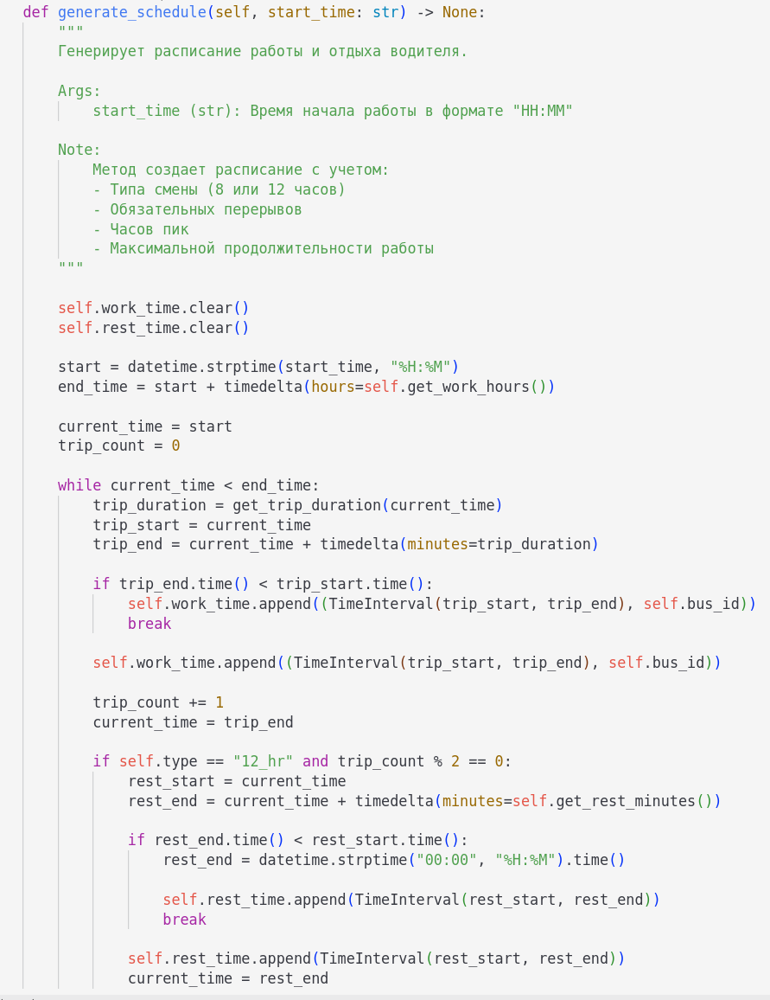 def generate_schedule(self, start_time: str) -> None:
"""
Генерирует расписание работы и отдыха водителя.
Args:
start_time (str): Время начала работы в формате "HH:MM"
Note:
Метод создает расписание с учетом:
- Типа смены (8 или 12 часов)
- Обязательных перерывов
- Часов пик
- Максимальной продолжительности работы
"""
self.work_time.clear()
self.rest_time.clear()
start = datetime.strptime(start_time, "%H:%M")
end_time = start + timedelta(hours=self.get_work_hours())
current_time = start
trip_count = 0
while current_time < end_time:
trip_duration = get_trip_duration(current_time)
trip_start = current_time
trip_end = current_time + timedelta(minutes=trip_duration)
if trip_end.time() < trip_start.time():
self.work_time.append((TimeInterval(trip_start, trip_end), self.bus_id))
break
self.work_time.append((TimeInterval(trip_start, trip_end), self.bus_id))
trip_count += 1
current_time = trip_end
if self.type == "12_hr" and trip_count % 2 == 0:
rest_start = current_time
rest_end = current_time + timedelta(minutes=self.get_rest_minutes())
if rest_end.time() < rest_start.time():
rest_end = datetime.strptime("00:00", "%H:%M").time()
self.rest_time.append(TimeInterval(rest_start, rest_end))
break
self.rest_time.append(TimeInterval(rest_start, rest_end))
current_time = rest_end